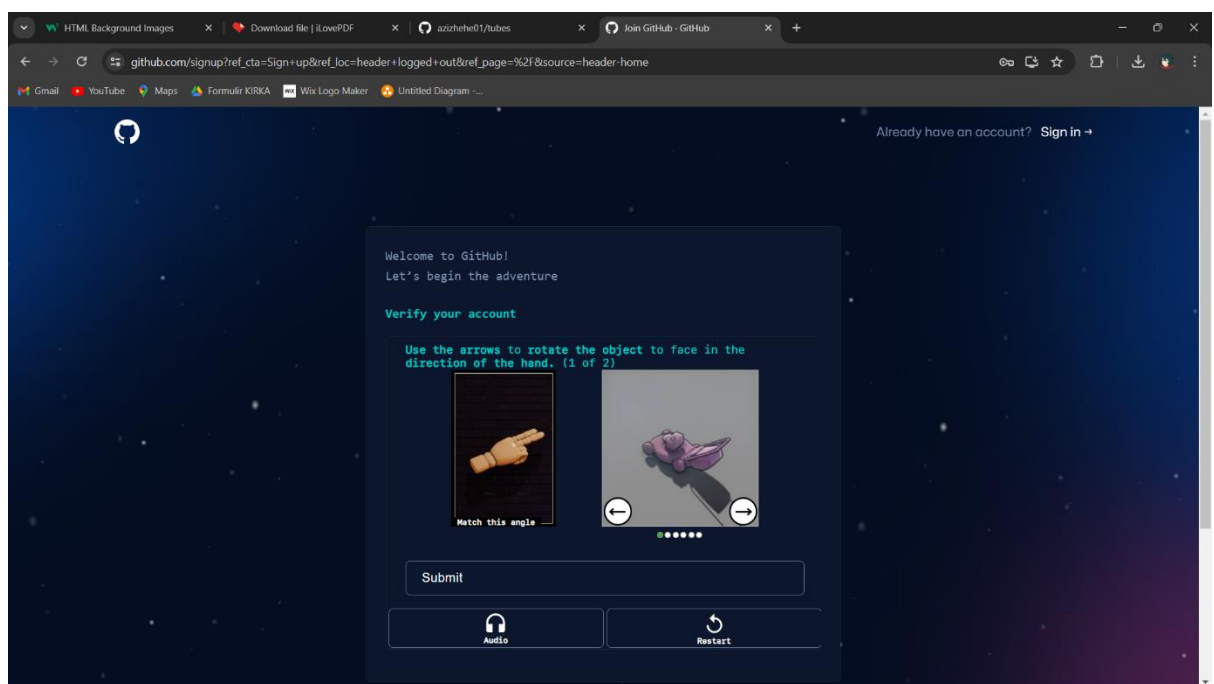 HTML Background Images
Download file | iLovePDF
azizhehe01/tubes
Join GitHub · GitHub
github.com/signup?ref_cta=Sign+up&ref_loc=header+logged+out&ref_page=%2F&source=header-home
Gmail
YouTube
Maps
Formulir KIRKA
WIX
Wix Logo Maker
Untitled Diagram -...
Already have an account? Sign in →
Welcome to GitHub!
Let's begin the adventure
Verify your account
Use the arrows to rotate the object to face in the
direction of the hand. (1 of 2)
Match this angle
Submit
Audio
Restart